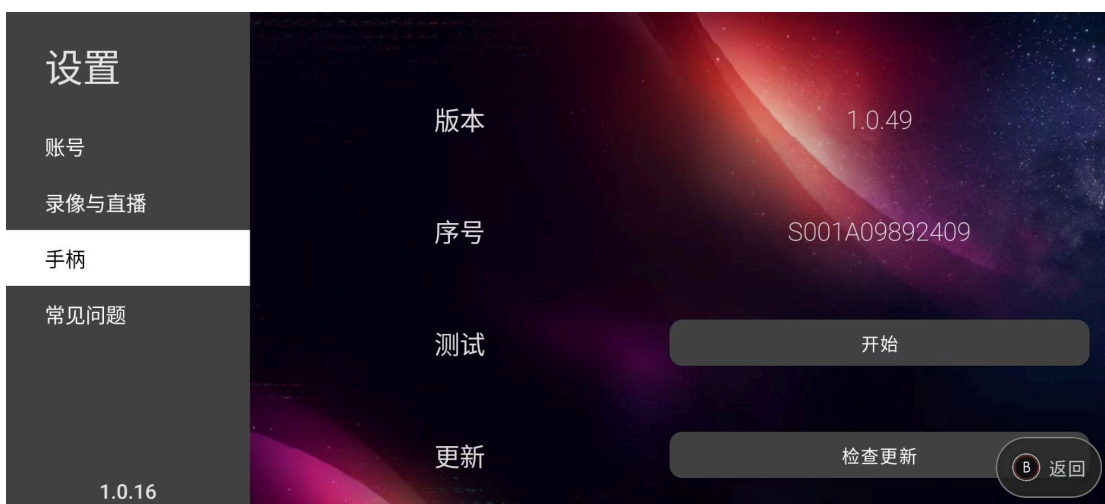 设置
账号
录像与直播
手柄
常见问题
1.0.16
版本 1.0.49
序号 S001A09892409
测试 开始
更新 检查更新
B 返回